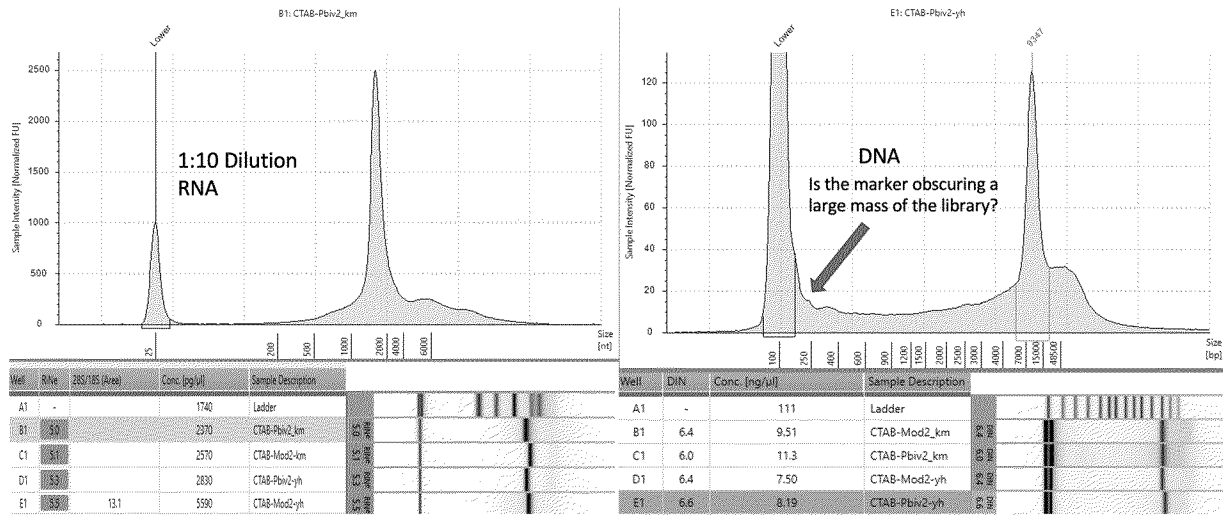 B1: CTAB-Pbiv2_km
Lower
2500
2000
1500
1000
500
0
Sample Intensity [Normalized FU]
1:10 Dilution
RNA
Size
[nt]
25
200
500
1000
2000
4000
6000
Well RINe 28S/18S (Area) Conc. [pg/µl] Sample Description
A1 - 1740 Ladder
B1 5.0 2370 CTAB-Pbiv2_km
C1 5.1 2570 CTAB-Mod2-km
D1 5.3 2830 CTAB-Pbiv2-yh
E1 5.5 13.1 5590 CTAB-Mod2-yh
E1: CTAB-Pbiv2-yh
Lower
9347
120
100
80
60
40
20
0
Sample Intensity [Normalized FU]
DNA
Is the marker obscuring a
large mass of the library?
Size
[bp]
100
250
400
600
900
1200
1500
2000
2500
3000
4000
7000
15000
48500
Well DIN Conc. [ng/µl] Sample Description
A1 - 111 Ladder
B1 6.4 9.51 CTAB-Mod2_km
C1 6.0 11.3 CTAB-Pbiv2_km
D1 6.4 7.50 CTAB-Mod2-yh
E1 6.6 8.19 CTAB-Pbiv2-yh